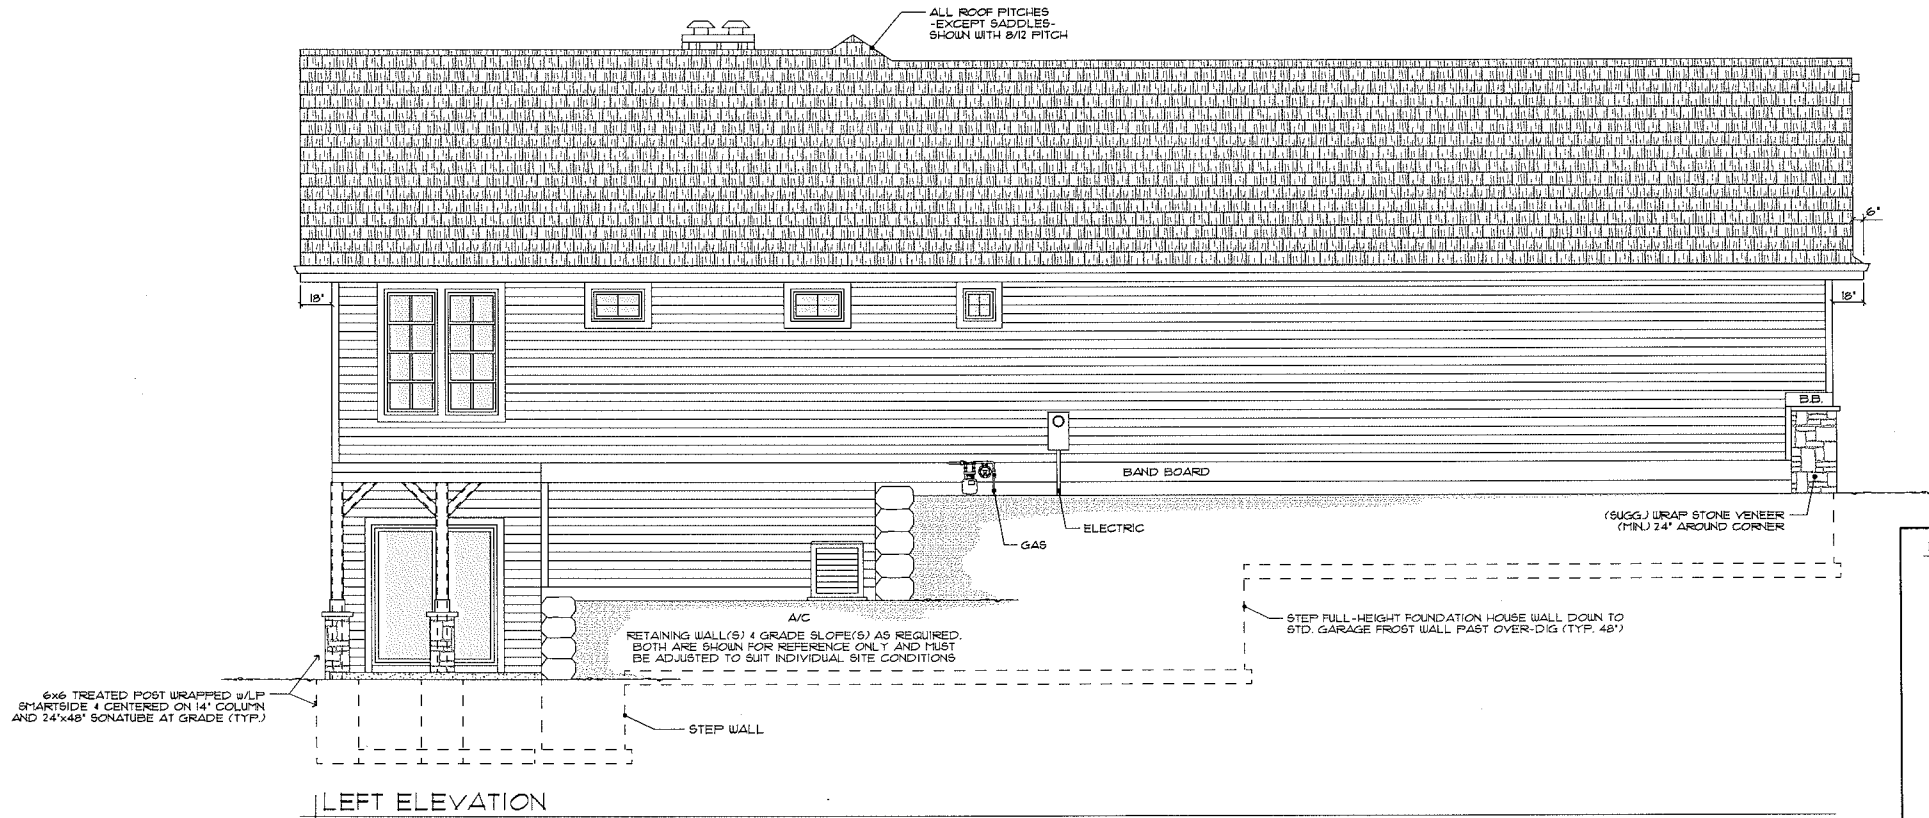 ALL ROOF PITCHES
-EXCEPT SADDLES-
SHOWN WITH 8/12 PITCH
6"
18"
18"
B.B.
BAND BOARD
ELECTRIC
GAS
(SUGG.) WRAP STONE VENEER
(MIN.) 24" AROUND CORNER
A/C
RETAINING WALL(S) & GRADE SLOPE(S) AS REQUIRED.
BOTH ARE SHOWN FOR REFERENCE ONLY AND MUST
BE ADJUSTED TO SUIT INDIVIDUAL SITE CONDITIONS
STEP FULL-HEIGHT FOUNDATION HOUSE WALL DOWN TO
STD. GARAGE FROST WALL PAST OVER-DIG (TYP. 48")
6x6 TREATED POST WRAPPED W/LP
SMARTSIDE & CENTERED ON 14" COLUMN
AND 24"x48" SONATUBE AT GRADE (TYP.)
STEP WALL
LEFT ELEVATION